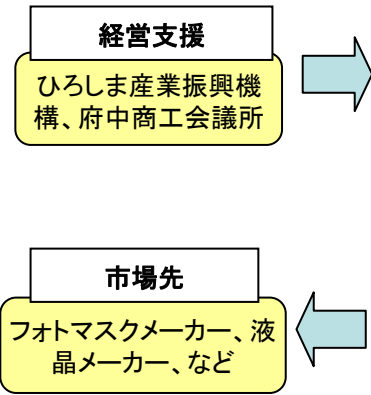 経営支援
ひろしま産業振興機
構、府中商工会議所
市場先
フォトマスクメーカー、液
晶メーカー、など